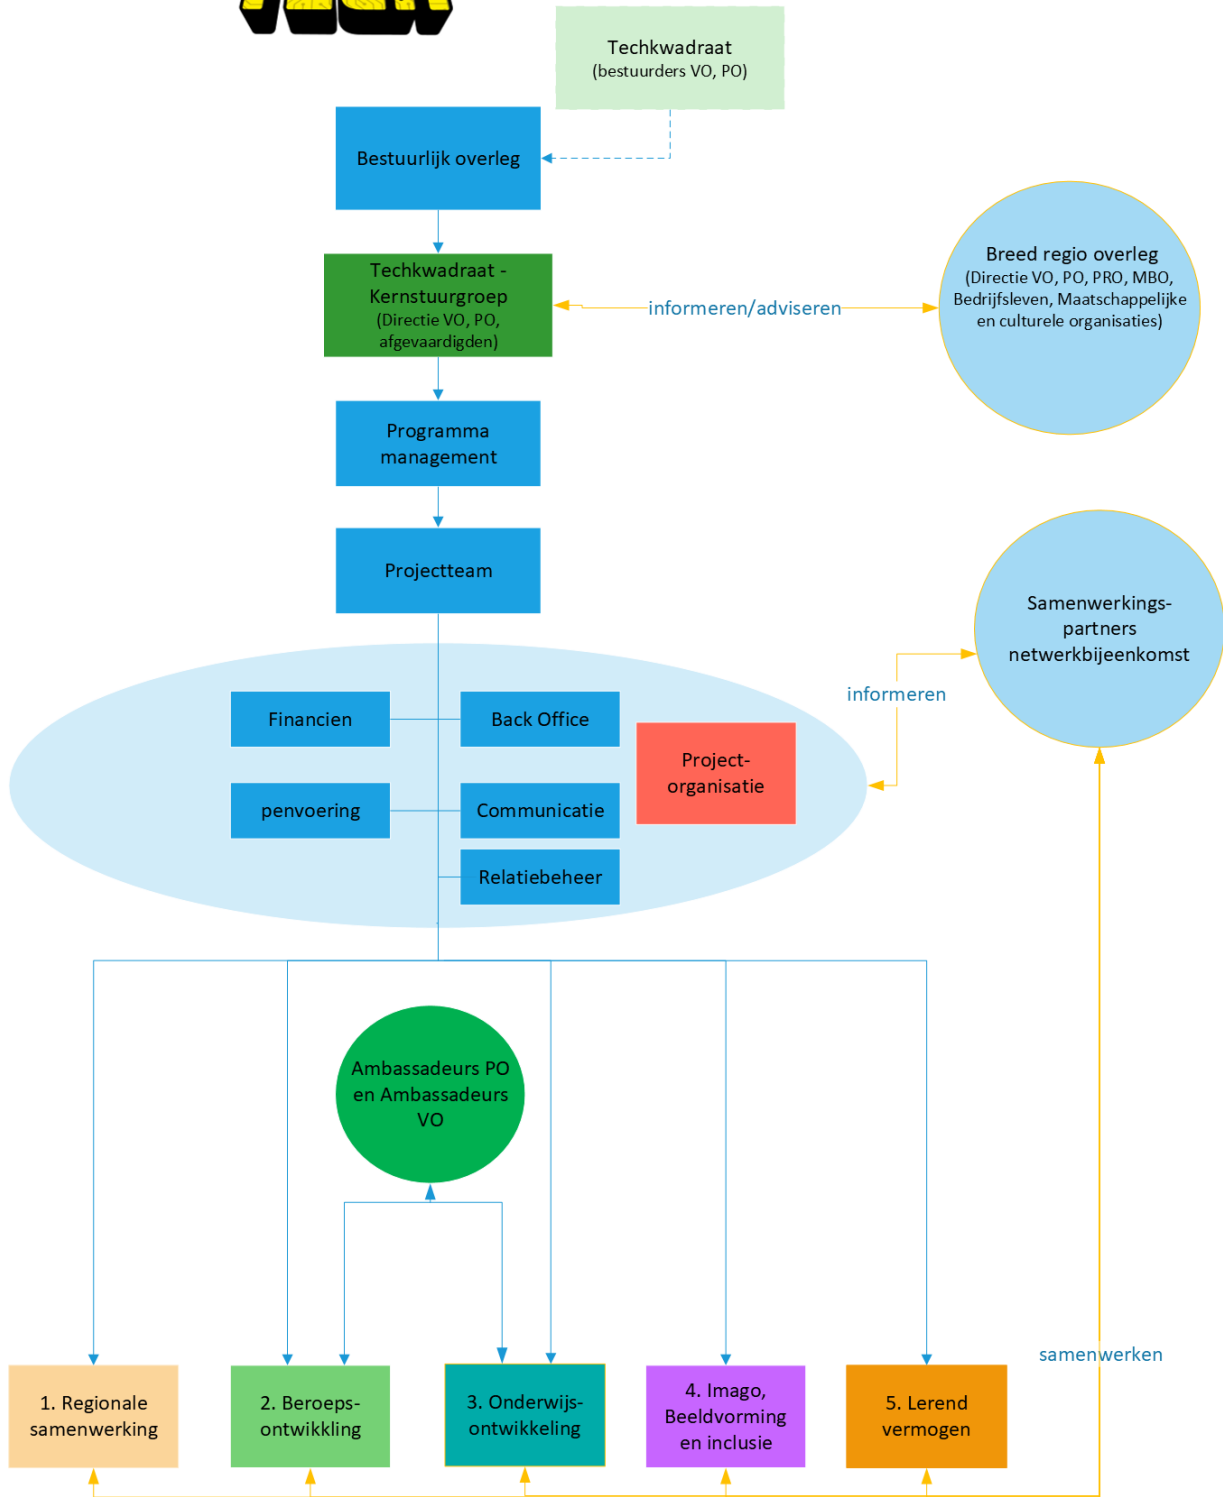 Techkwadraat
(bestuurders VO, PO)
Bestuurlijk overleg
Techkwadraat -
Kernstuurgroep
(Directie VO, PO,
afgevaardigden)
informeren/adviseren
Breed regio overleg
(Directie VO, PO, PRO, MBO,
Bedrijfsleven, Maatschappelijke
en culturele organisaties)
Programma
management
Projectteam
Samenwerkings-
partners
netwerkbijeenkomst
informeren
Financien
Back Office
Project-
organisatie
penvoering
Communicatie
Relatiebeheer
Ambassadeurs PO
en Ambassadeurs
VO
samenwerken
1. Regionale
samenwerking
2. Beroeps-
ontwikkling
3. Onderwijs-
ontwikkeling
4. Imago,
Beeldvorming
en inclusie
5. Lerend
vermogen